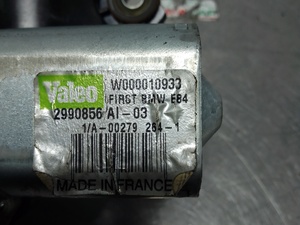 Valeo
W000010933
FIRST BMW E84
2990856 AI-03
1/A-00279 264-1
MADE IN FRANCE